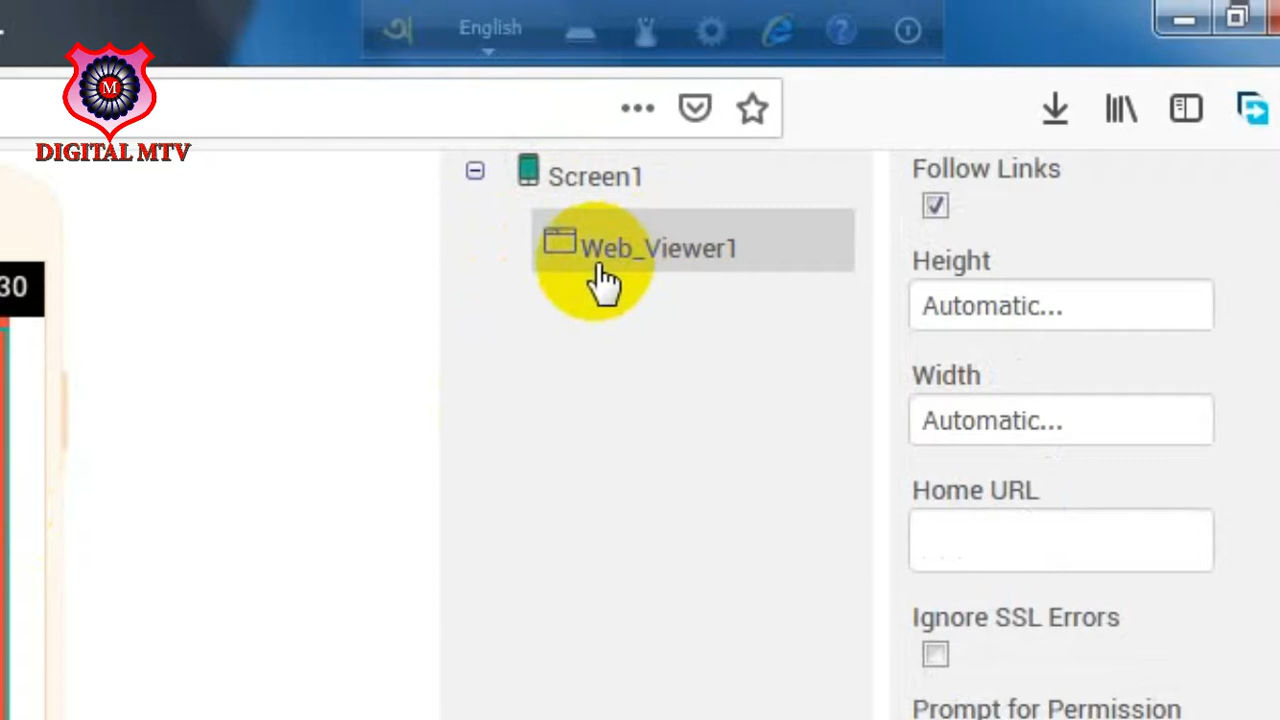 অ
English
M
DIGITAL MTV
30
Screen1
Web_Viewer1
Follow Links
Height
Automatic...
Width
Automatic...
Home URL
Ignore SSL Errors
Prompt for Permission